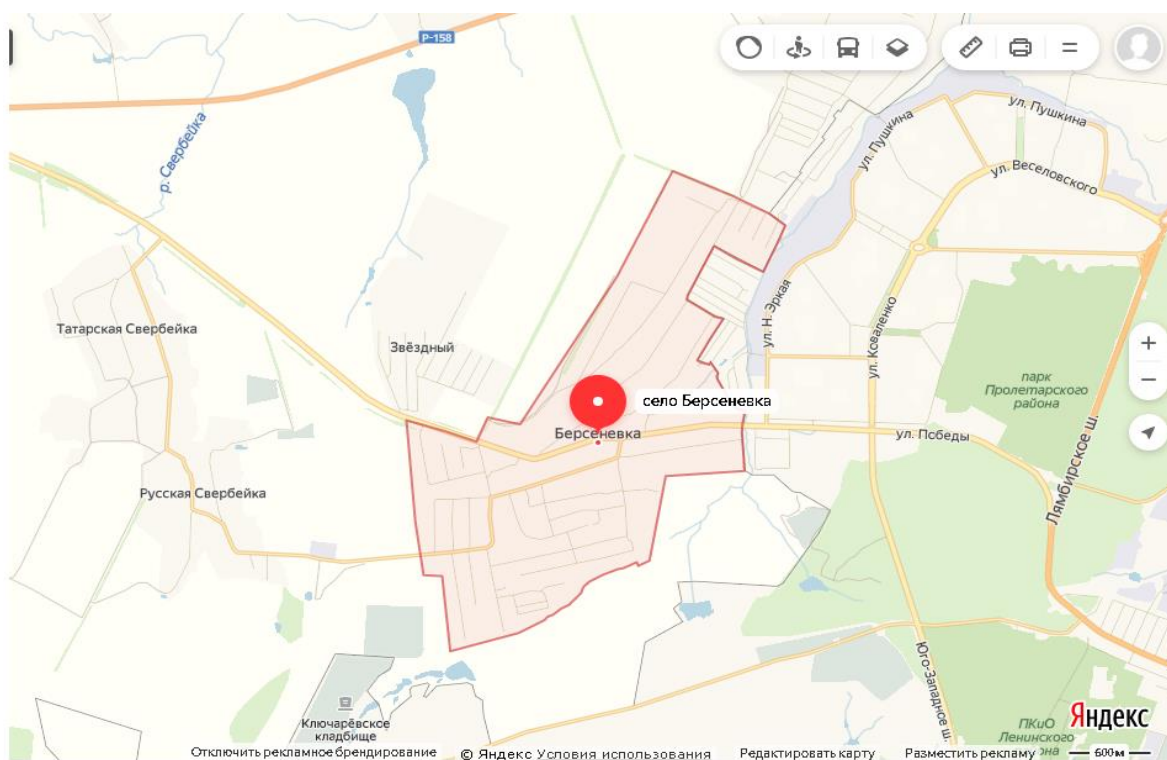 Р-158
р. Свербейка
ул. Пушкина
ул. Пушкина
ул. Веселовского
ул. Н. Эркая
ул. Коваленко
Татарская Свербейка
Звёздный
парк
Пролетарского
района
село Берсеневка
Берсеневка
ул. Победы
Лямбирское ш.
Русская Свербейка
Юго-Западное ш.
Ключарёвское
кладбище
ПКиО
Ленинского
Яндекс
Отключить рекламное брендирование
© Яндекс Условия использования
Редактировать карту
Разместить рекламу
600 м